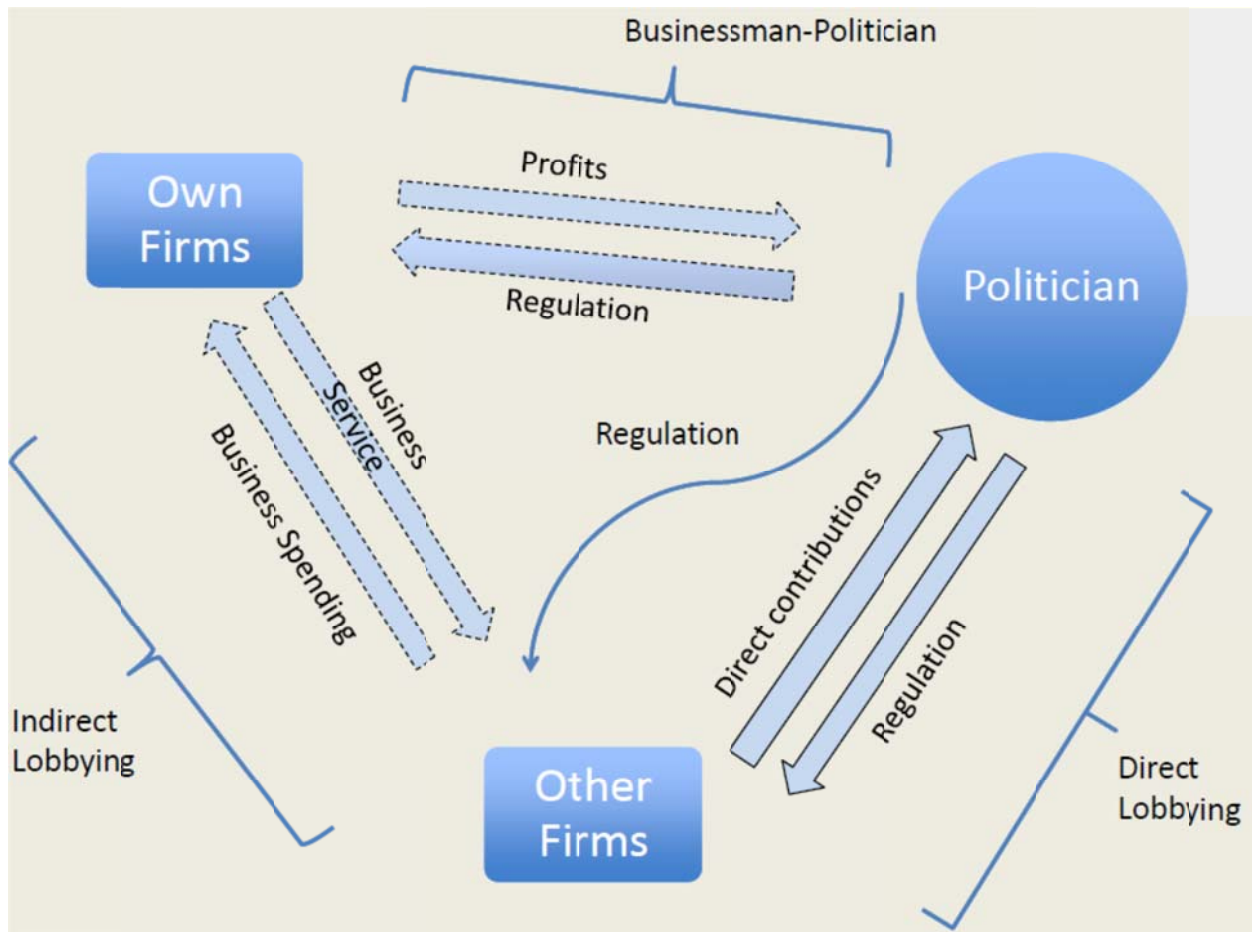 Businessman-Politician
Own
Firms
Profits
Regulation
Politician
Business
Service
Business Spending
Regulation
Direct contributions
Regulation
Indirect
Lobbying
Other
Firms
Direct
Lobbying